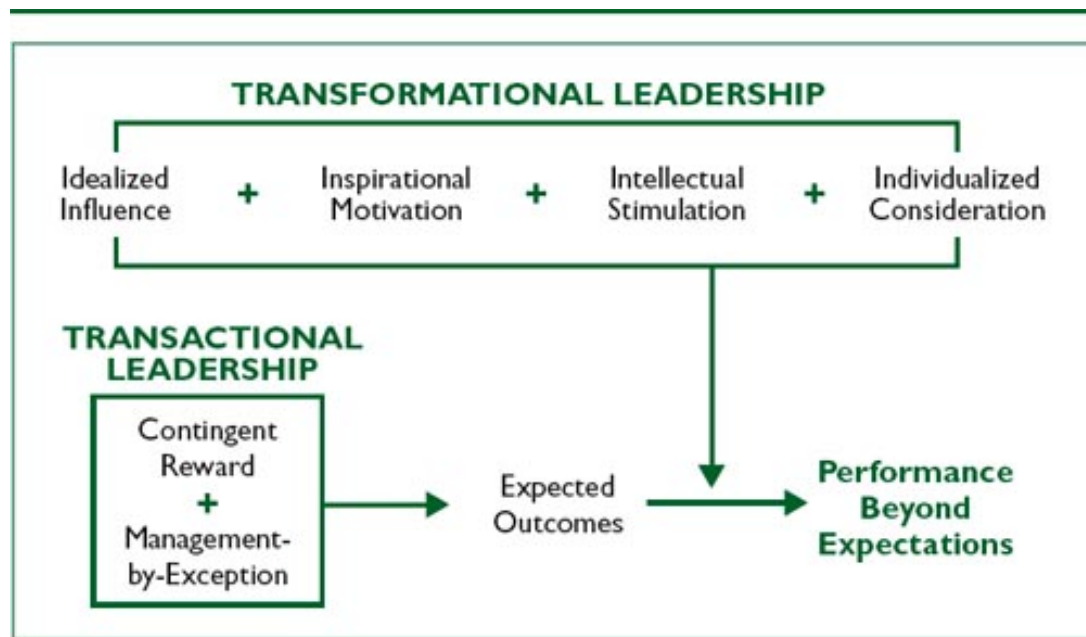 TRANSFORMATIONAL LEADERSHIP
Idealized
Influence
+
Inspirational
Motivation
+
Intellectual
Stimulation
+
Individualized
Consideration
TRANSACTIONAL
LEADERSHIP
Contingent
Reward
+
Management-
by-Exception
Expected
Outcomes
Performance
Beyond
Expectations